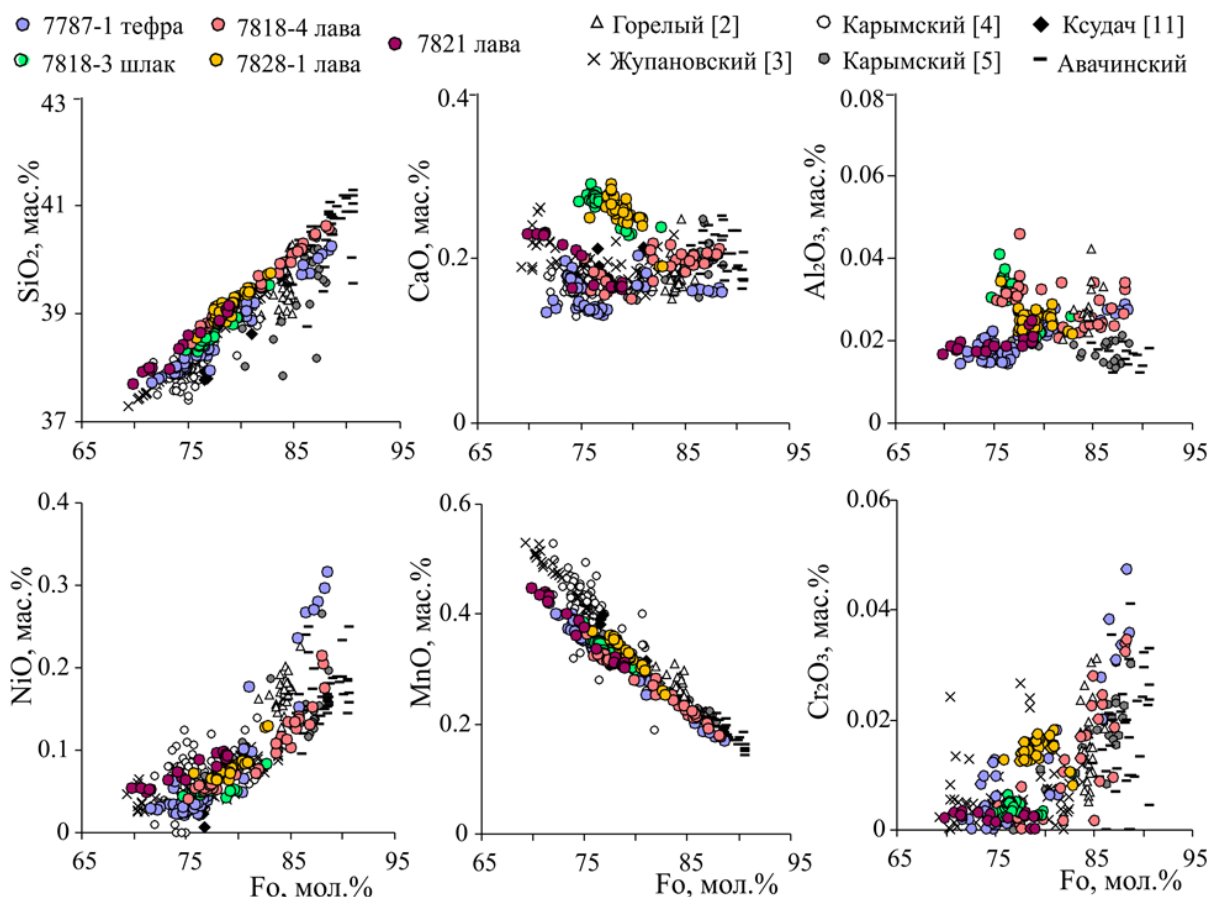 7787-1 тефра 7818-4 лава 7821 лава Горелый [2] Карымский [4] Ксудач [11]
7818-3 шлак 7828-1 лава Жупановский [3] Карымский [5] Авачинский
SiO₂, мас.%
43
41
39
37
65 75 85 95
CaO, мас.%
0.4
0.2
0
65 75 85 95
Al₂O₃, мас.%
0.08
0.06
0.04
0.02
0
65 75 85 95
NiO, мас.%
0.4
0.3
0.2
0.1
0
65 75 85 95
Fo, мол.%
MnO, мас.%
0.6
0.4
0.2
0
65 75 85 95
Fo, мол.%
Cr₂O₃, мас.%
0.06
0.04
0.02
0
65 75 85 95
Fo, мол.%